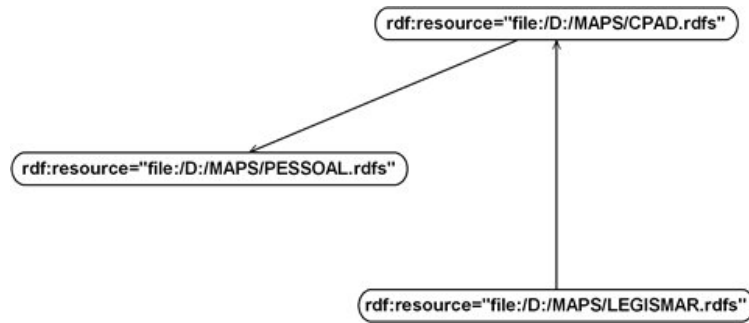 rdf:resource="file:/D:/MAPS/CPAD.rdfs"
rdf:resource="file:/D:/MAPS/PESSOAL.rdfs"
rdf:resource="file:/D:/MAPS/LEGISMAR.rdfs"